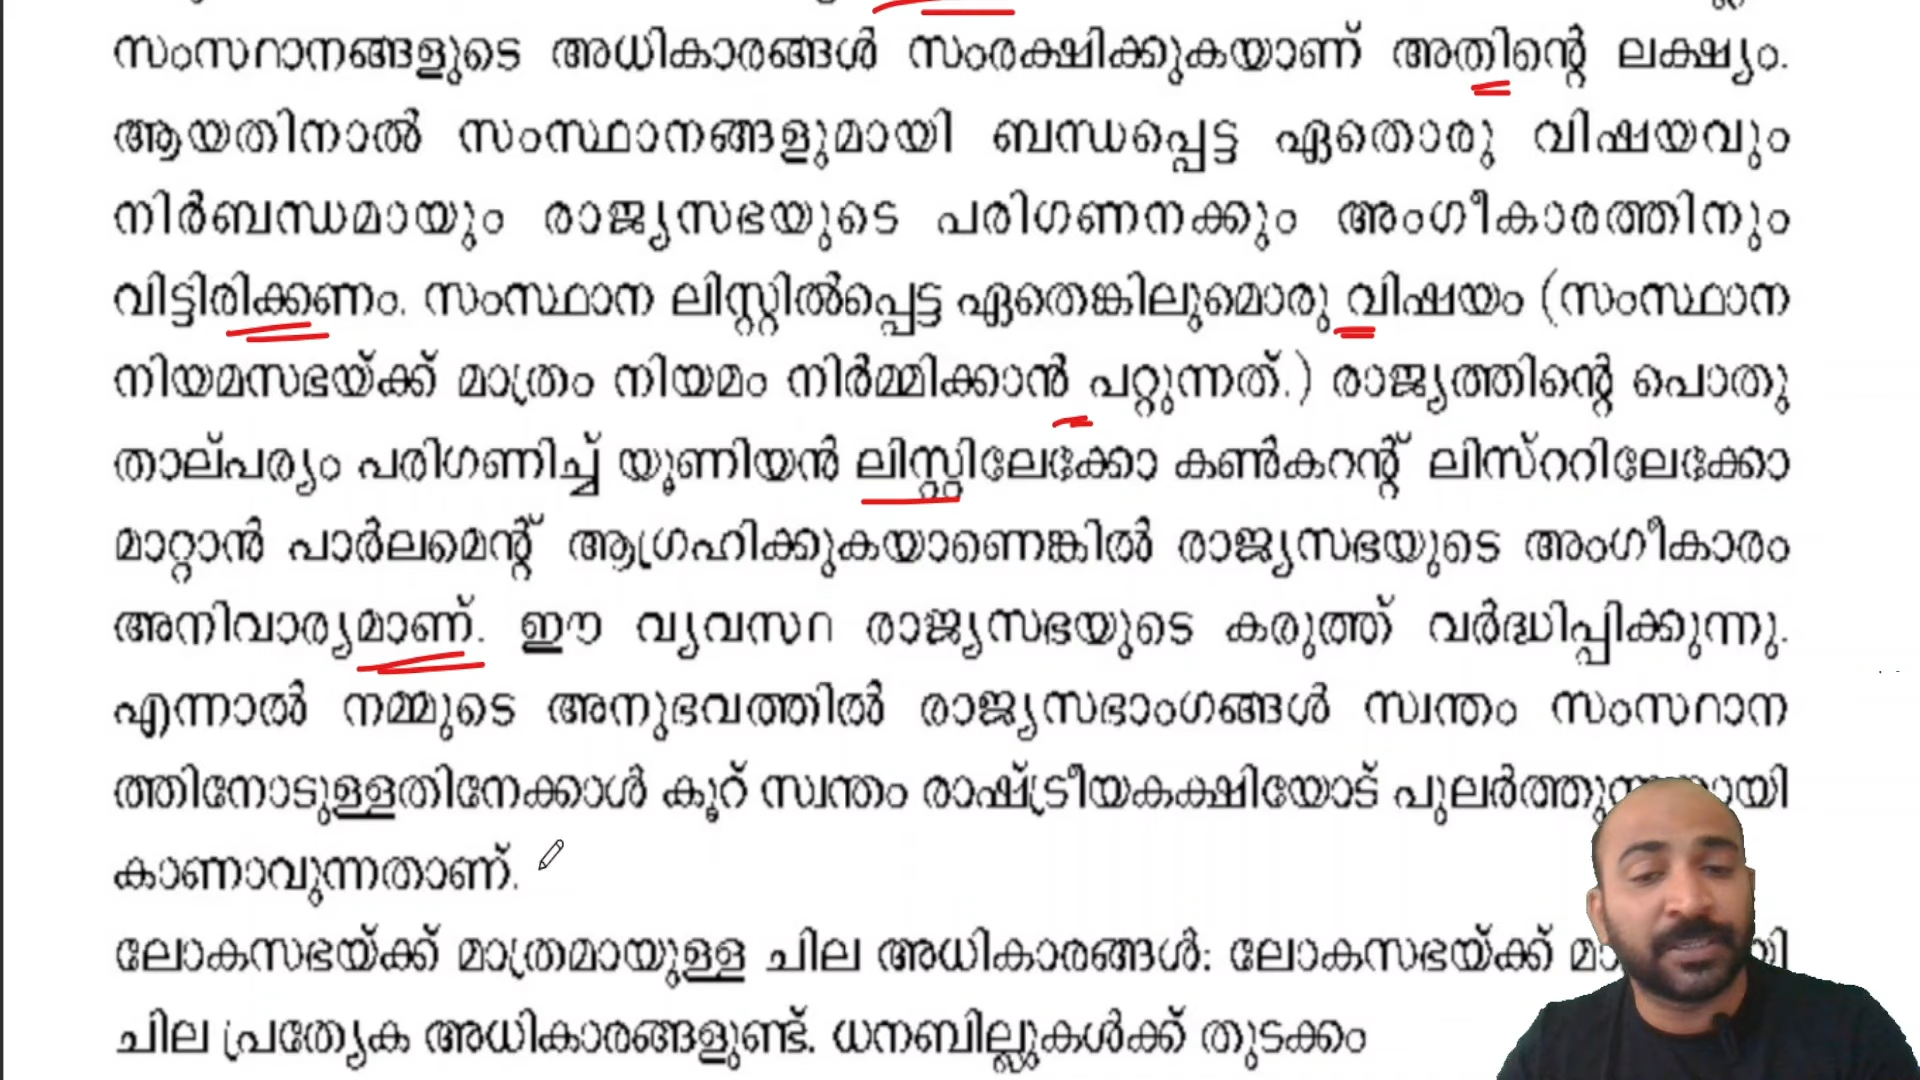 സംസ്ഥാനങ്ങളുടെ അധികാരങ്ങൾ സംരക്ഷിക്കുകയാണ് അതിന്റെ ലക്ഷ്യം.
ആയതിനാൽ സംസ്ഥാനങ്ങളുമായി ബന്ധപ്പെട്ട ഏതൊരു വിഷയവും
നിർബന്ധമായും രാജ്യസഭയുടെ പരിഗണനക്കും അംഗീകാരത്തിനും
വിട്ടിരിക്കണം. സംസ്ഥാന ലിസ്റ്റിൽപ്പെട്ട ഏതെങ്കിലുമൊരു വിഷയം (സംസ്ഥാന
നിയമസഭയ്ക്ക് മാത്രം നിയമം നിർമ്മിക്കാൻ പറ്റുന്നത്.) രാജ്യത്തിന്റെ പൊതു
താല്പര്യം പരിഗണിച്ച് യൂണിയൻ ലിസ്റ്റിലേക്കോ കൺകറന്റ് ലിസ്ററിലേക്കോ
മാറ്റാൻ പാർലമെന്റ് ആഗ്രഹിക്കുകയാണെങ്കിൽ രാജ്യസഭയുടെ അംഗീകാരം
അനിവാര്യമാണ്. ഈ വ്യവസ്ഥ രാജ്യസഭയുടെ കരുത്ത് വർദ്ധിപ്പിക്കുന്നു.
എന്നാൽ നമ്മുടെ അനുഭവത്തിൽ രാജ്യസഭാംഗങ്ങൾ സ്വന്തം സംസ്ഥാന
ത്തിനോടുള്ളതിനേക്കാൾ കൂറ് സ്വന്തം രാഷ്ട്രീയകക്ഷിയോട്
കാണാവുന്നതാണ്.
ലോകസഭയ്ക്ക് മാത്രമായുള്ള ചില അധികാരങ്ങൾ: ലോകസഭയ്ക്ക്
ചില പ്രത്യേക അധികാരങ്ങളുണ്ട്. ധനബില്ലുകൾക്ക് തുടക്കം